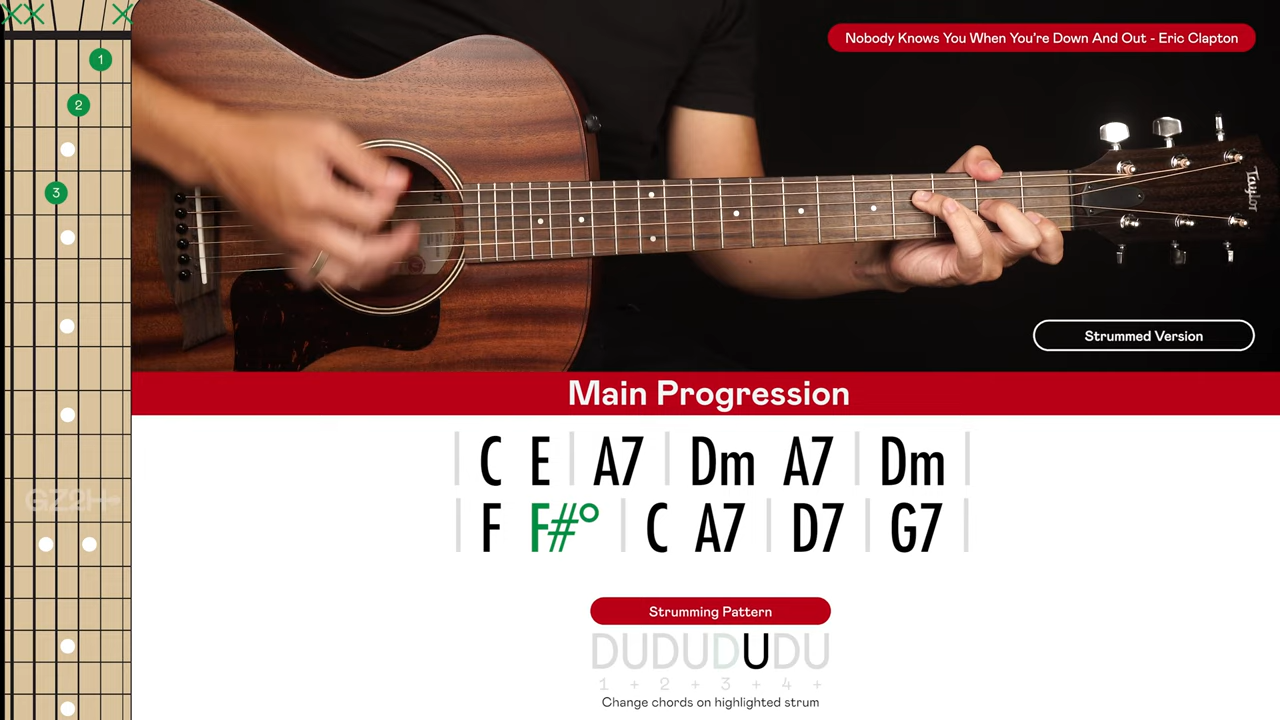 XX X
Nobody Knows You When You're Down And Out - Eric Clapton
1
2
3
Taylor
Strummed Version
Main Progression
| C E | A7 | Dm A7 | Dm |
| F F#° | C A7 | D7 | G7 |
GZ2H
Strumming Pattern
DUDUDUDU
1 + 2 + 3 + 4 +
Change chords on highlighted strum